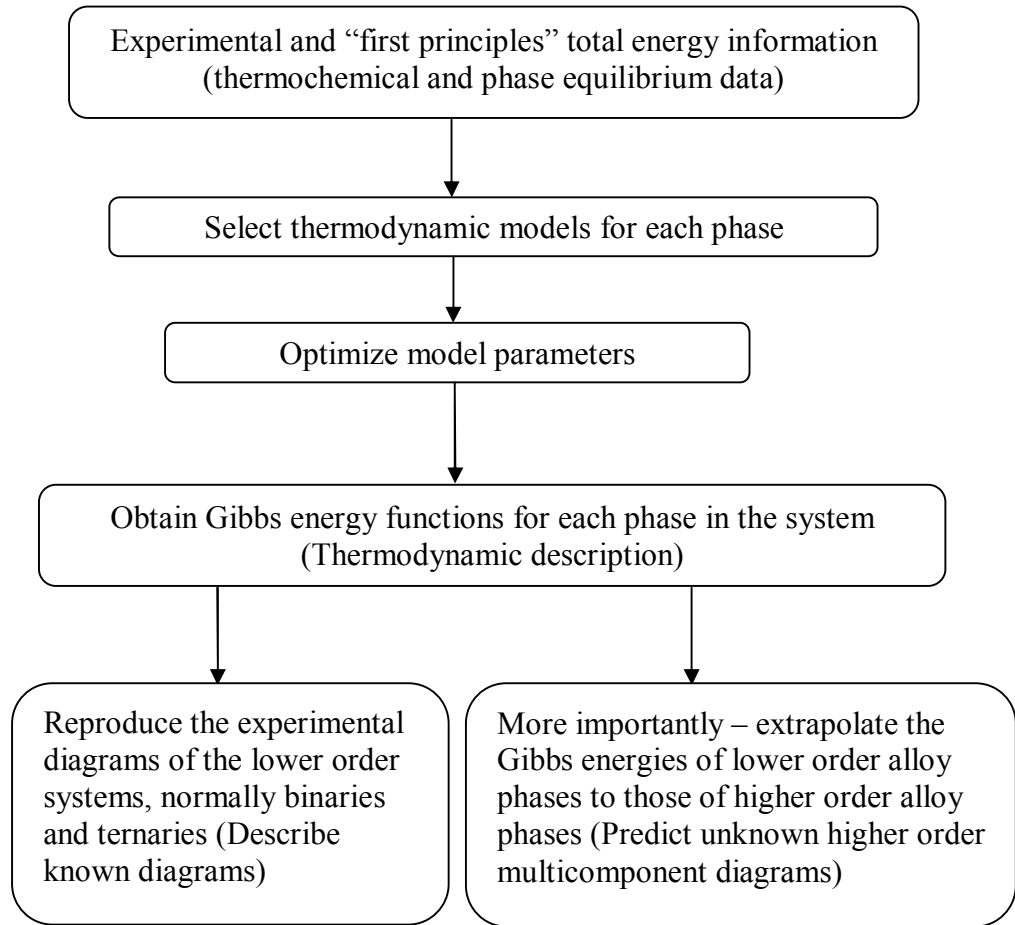 Experimental and “first principles” total energy information
(thermochemical and phase equilibrium data)
Select thermodynamic models for each phase
Optimize model parameters
Obtain Gibbs energy functions for each phase in the system
(Thermodynamic description)
Reproduce the experimental
diagrams of the lower order
systems, normally binaries
and ternaries (Describe
known diagrams)
More importantly – extrapolate the
Gibbs energies of lower order alloy
phases to those of higher order alloy
phases (Predict unknown higher order
multicomponent diagrams)